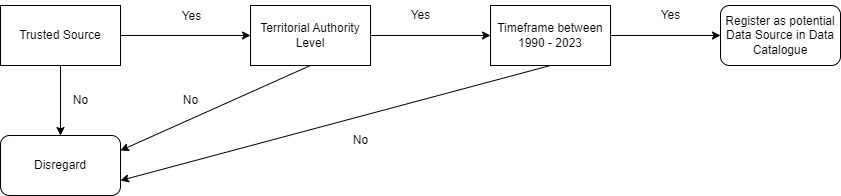 Yes
Yes
Yes
Trusted Source
Territorial Authority
Level
Timeframe between
1990 - 2023
Register as potential
Data Source in Data
Catalogue
No
No
No
Disregard